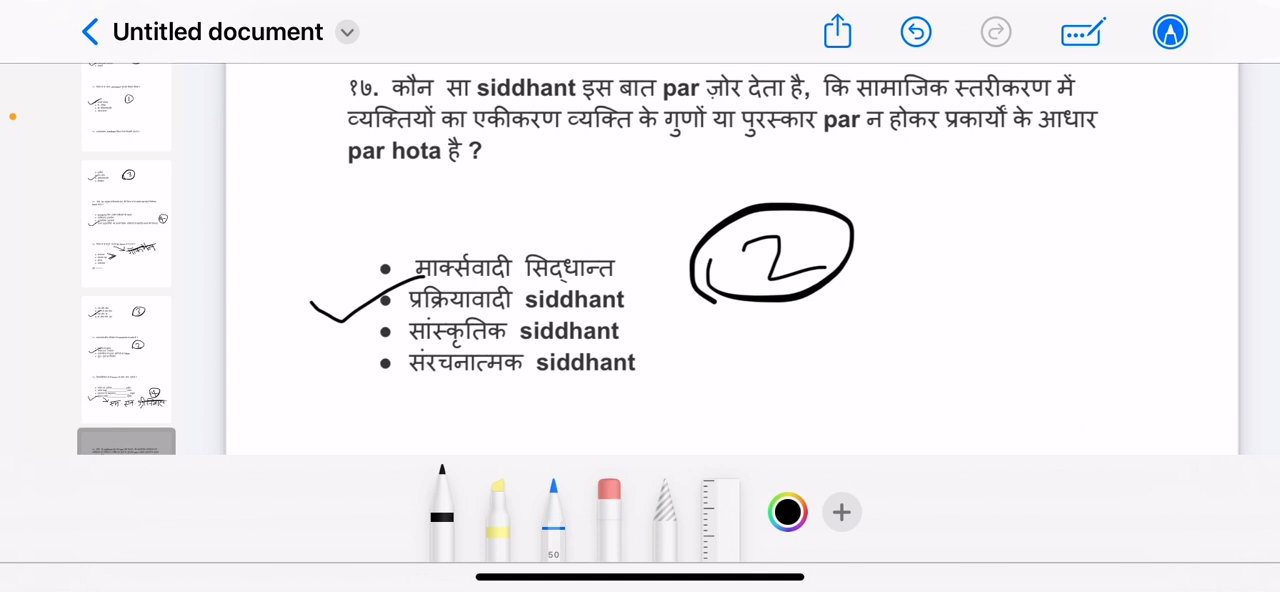 Untitled document
१७. कौन सा siddhant इस बात par ज़ोर देता है, कि सामाजिक स्तरीकरण में
व्यक्तियों का एकीकरण व्यक्ति के गुणों या पुरस्कार par न होकर प्रकार्यों के आधार
par hota है ?
2
मार्क्सवादी सिद्धान्त
प्रक्रियावादी siddhant
सांस्कृतिक siddhant
संरचनात्मक siddhant
50